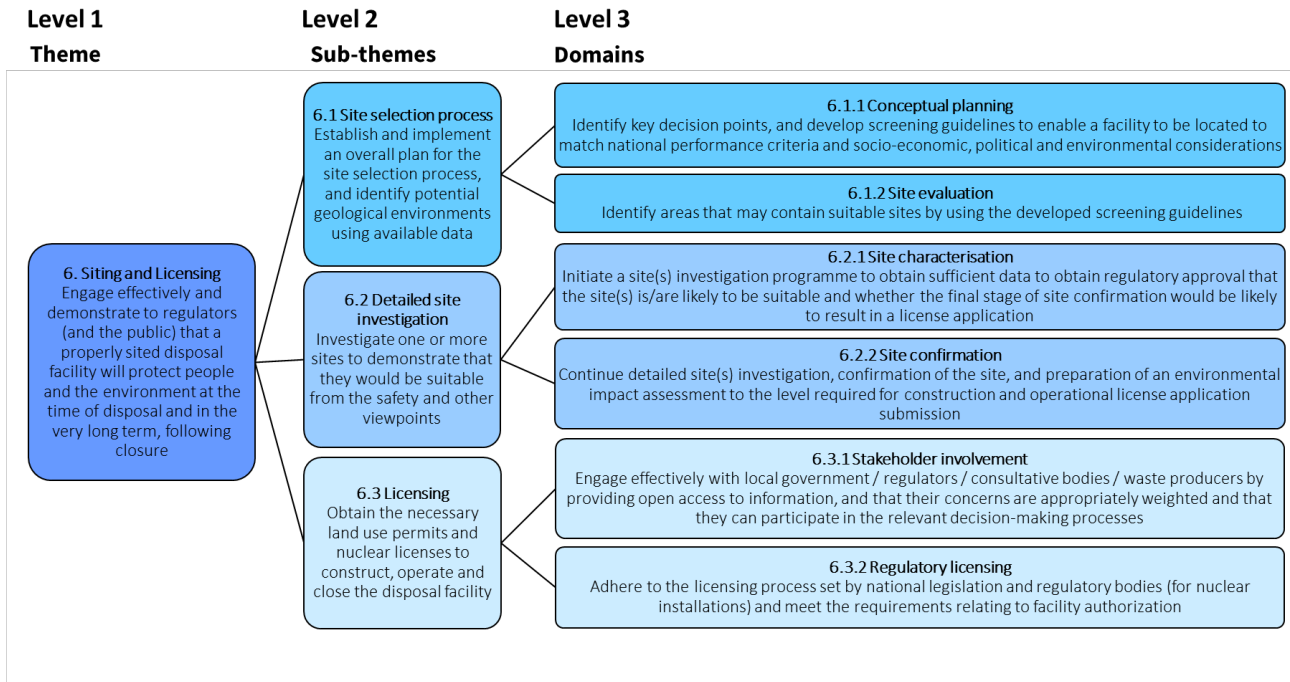 Level 1
Theme
Level 2
Sub-themes
Level 3
Domains
6. Siting and Licensing
Engage effectively and
demonstrate to regulators
(and the public) that a
properly sited disposal
facility will protect people
and the environment at the
time of disposal and in the
very long term, following
closure
6.1 Site selection process
Establish and implement
an overall plan for the
site selection process,
and identify potential
geological environments
using available data
6.1.1 Conceptual planning
Identify key decision points, and develop screening guidelines to enable a facility to be located to
match national performance criteria and socio-economic, political and environmental considerations
6.1.2 Site evaluation
Identify areas that may contain suitable sites by using the developed screening guidelines
6.2 Detailed site
investigation
Investigate one or more
sites to demonstrate that
they would be suitable
from the safety and other
viewpoints
6.2.1 Site characterisation
Initiate a site(s) investigation programme to obtain sufficient data to obtain regulatory approval that
the site(s) is/are likely to be suitable and whether the final stage of site confirmation would be likely
to result in a license application
6.2.2 Site confirmation
Continue detailed site(s) investigation, confirmation of the site, and preparation of an environmental
impact assessment to the level required for construction and operational license application
submission
6.3 Licensing
Obtain the necessary
land use permits and
nuclear licenses to
construct, operate and
close the disposal facility
6.3.1 Stakeholder involvement
Engage effectively with local government / regulators / consultative bodies / waste producers by
providing open access to information, and that their concerns are appropriately weighted and that
they can participate in the relevant decision-making processes
6.3.2 Regulatory licensing
Adhere to the licensing process set by national legislation and regulatory bodies (for nuclear
installations) and meet the requirements relating to facility authorization